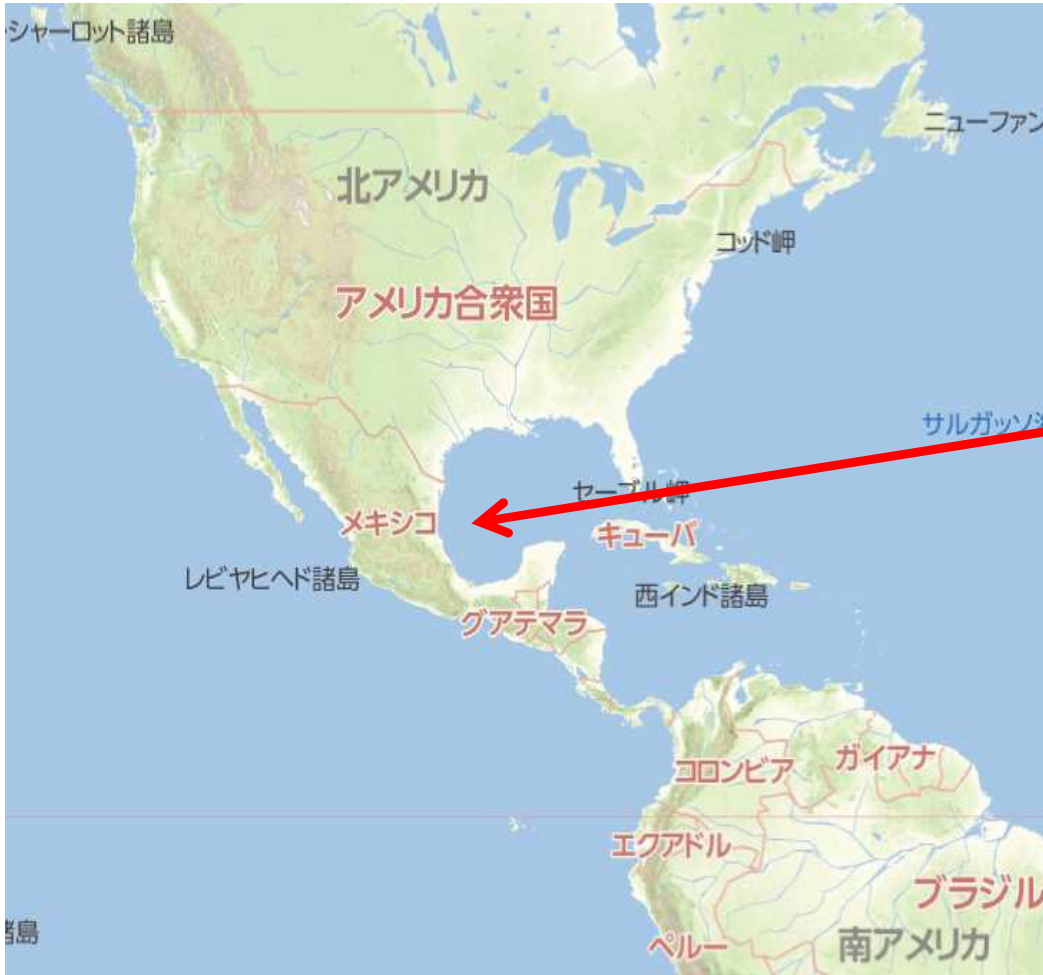 シャーロット諸島
ニューファン
北アメリカ
コッド岬
アメリカ合衆国
サルガッソ
セーブル岬
メキシコ
キューバ
レビヤヒヘド諸島
西インド諸島
グアテマラ
コロンビア
ガイアナ
エクアドル
ブラジル
諸島
ペルー
南アメリカ